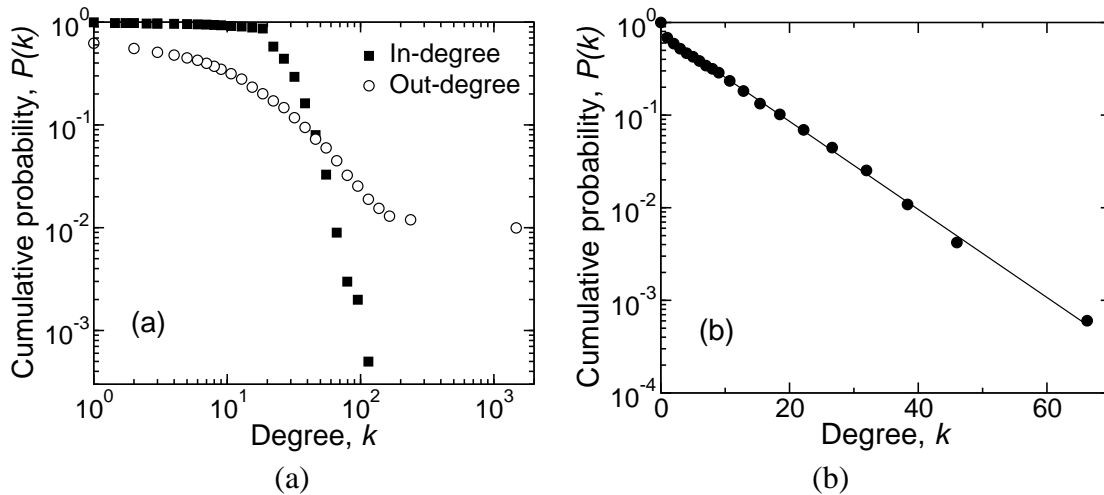 Cumulative probability, P(k)
10^0
10^-1
10^-2
10^-3
In-degree
Out-degree
(a)
10^0 10^1 10^2 10^3
Degree, k
(a)
Cumulative probability, P(k)
10^0
10^-1
10^-2
10^-3
10^-4
(b)
0 20 40 60
Degree, k
(b)